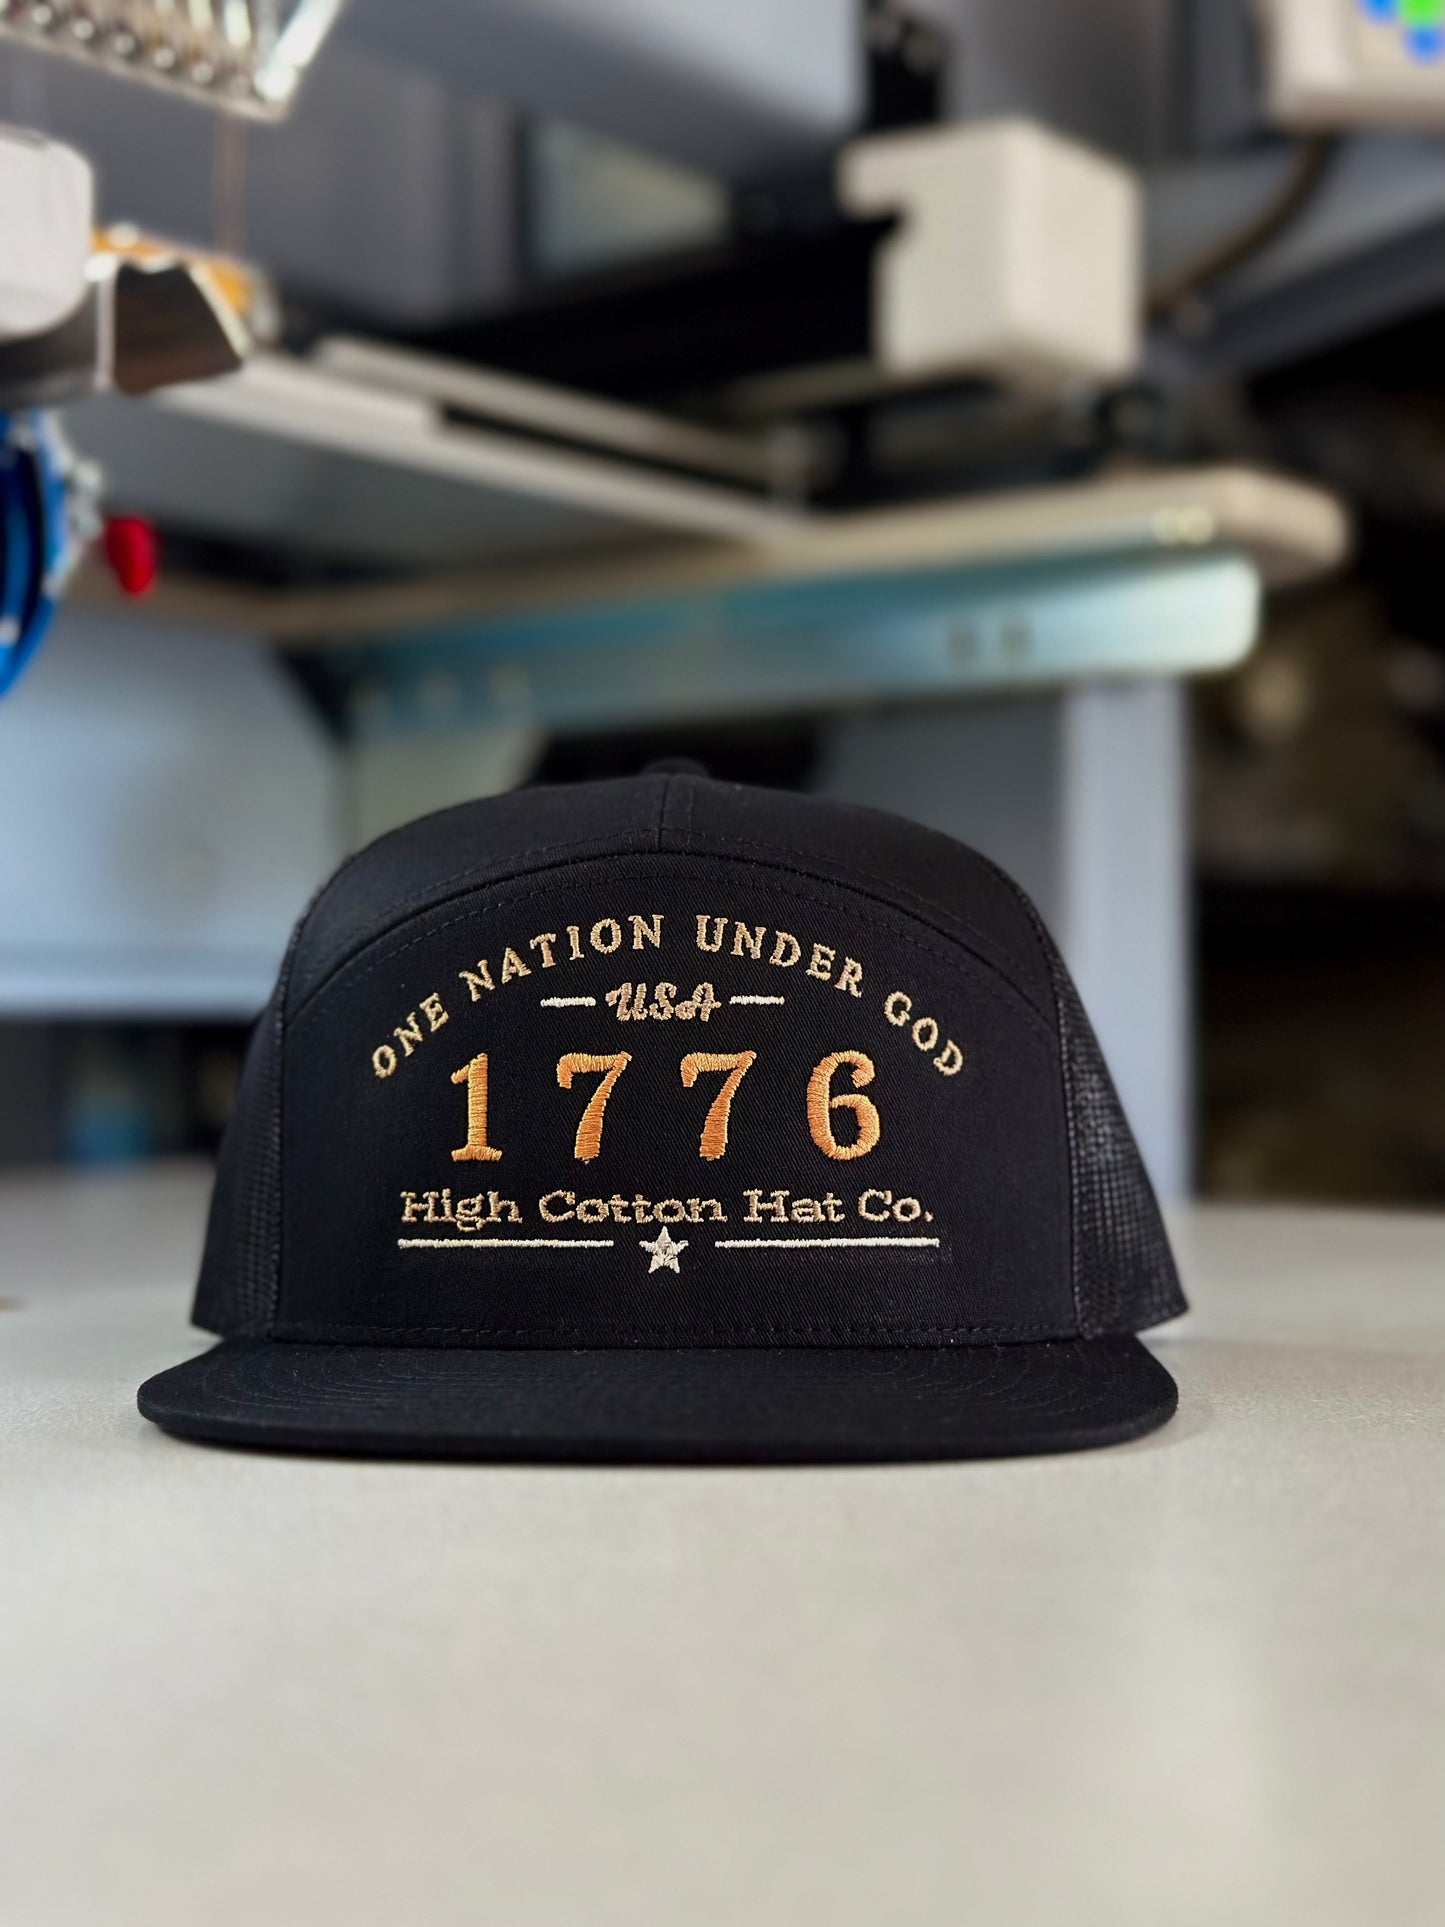 ONE NATION UNDER GOD
USA
1776
High Cotton Hat Co.